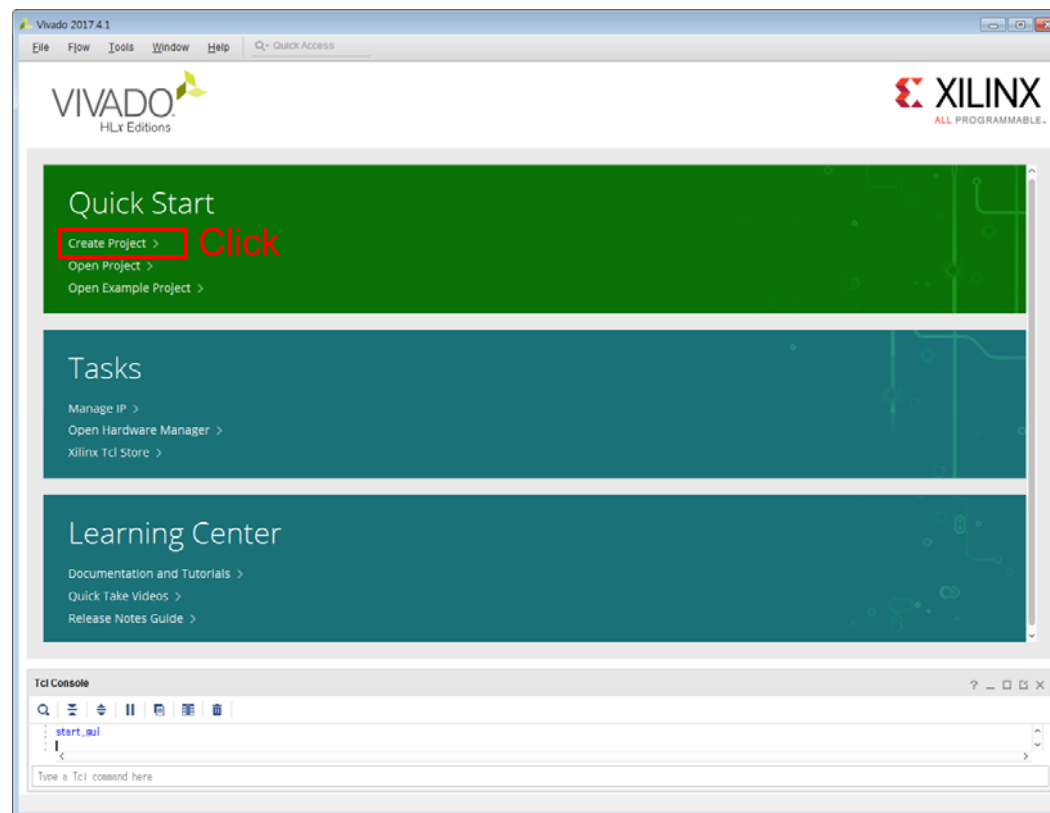 Vivado 2017.4.1
File Flow Tools Window Help Quick Access
VIVADO
HLx Editions
XILINX
ALL PROGRAMMABLE™
Quick Start
Create Project > Click
Open Project >
Open Example Project >
Tasks
Manage IP >
Open Hardware Manager >
Xilinx Tcl Store >
Learning Center
Documentation and Tutorials >
Quick Take Videos >
Release Notes Guide >
Tcl Console
start_gui
Type a Tcl command here